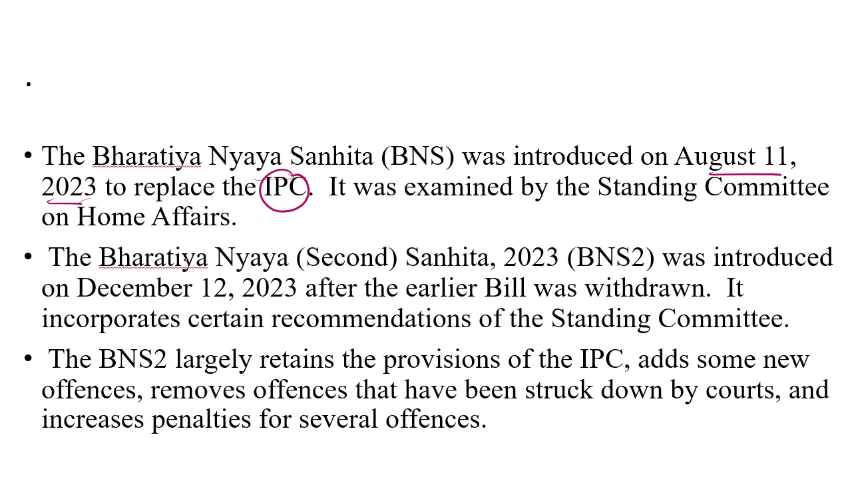 •
• The Bharatiya Nyaya Sanhita (BNS) was introduced on August 11,
2023 to replace the IPC. It was examined by the Standing Committee
on Home Affairs.
• The Bharatiya Nyaya (Second) Sanhita, 2023 (BNS2) was introduced
on December 12, 2023 after the earlier Bill was withdrawn. It
incorporates certain recommendations of the Standing Committee.
• The BNS2 largely retains the provisions of the IPC, adds some new
offences, removes offences that have been struck down by courts, and
increases penalties for several offences.